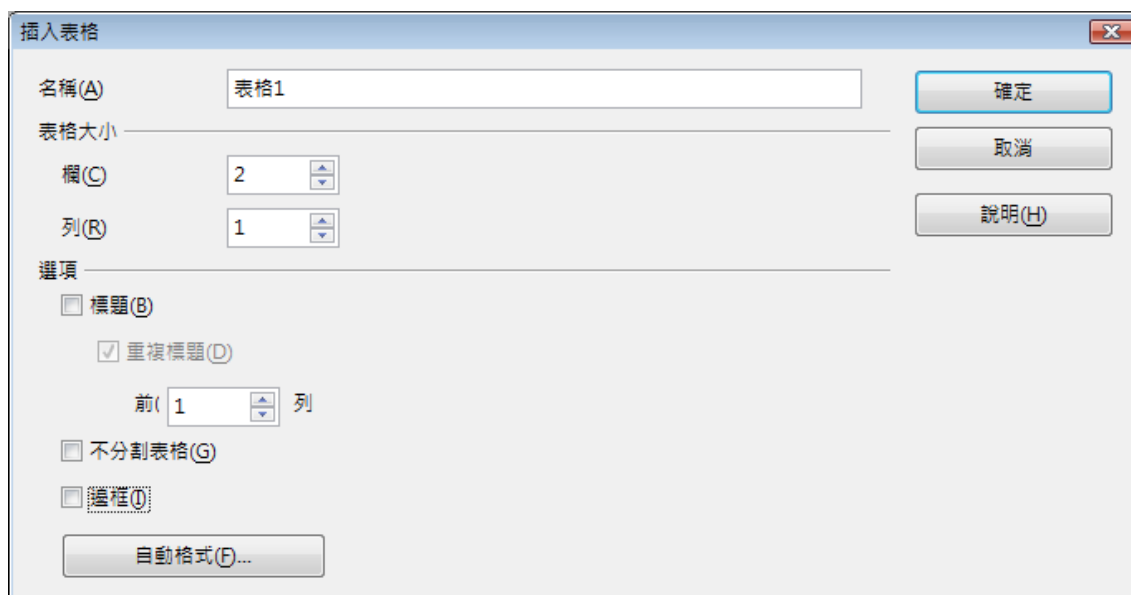 插入表格
名稱(A) 表格1 確定
表格大小 取消
欄(C) 2
列(R) 1 說明(H)
選項
標題(B)
重複標題(D)
前( 1 列
不分割表格(G)
邊框(I)
自動格式(F)...